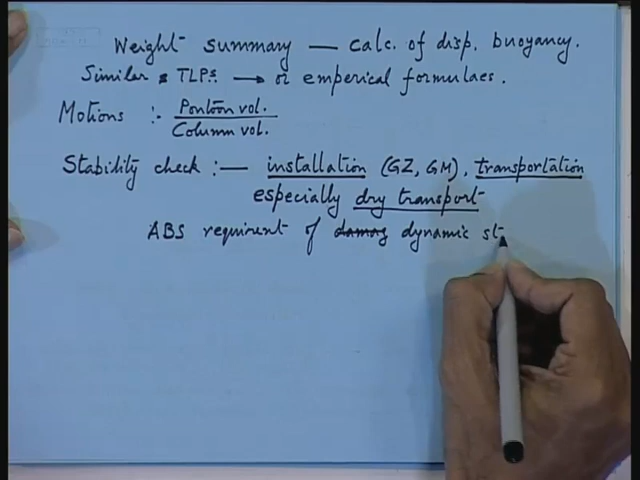 Weight summary — calc. of disp. buoyancy.
Similar TLPs. → or emperical formulaes.
Motions :- Pontoon vol.
Column vol.
Stability check :— installation (GZ, GM), transportation
especially dry transport
ABS requirent of damag dynamic st